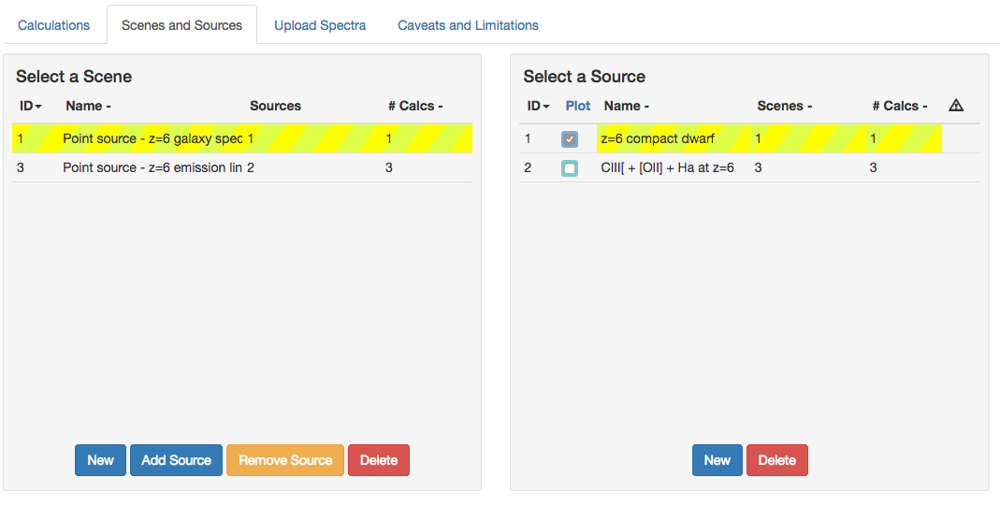 Calculations Scenes and Sources Upload Spectra Caveats and Limitations
Select a Scene
ID Name - Sources # Calcs -
1 Point source - z=6 galaxy spec 1 1
3 Point source - z=6 emission lin 2 3
New Add Source Remove Source Delete
Select a Source
ID Plot Name - Scenes - # Calcs -
1 z=6 compact dwarf 1 1
2 CIII[ + [OII] + Ha at z=6 3 3
New Delete